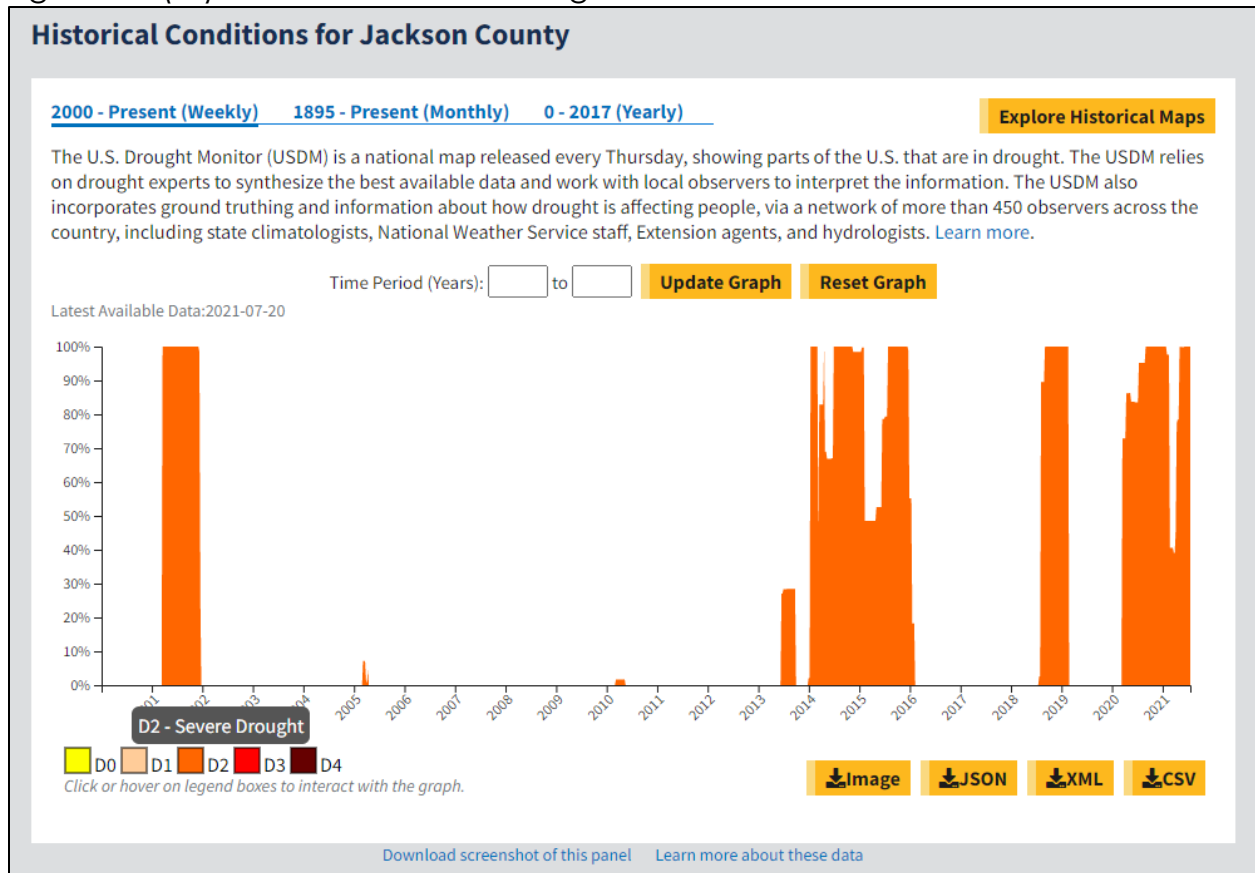 Historical Conditions for Jackson County
2000 - Present (Weekly) 1895 - Present (Monthly) 0 - 2017 (Yearly)
Explore Historical Maps
The U.S. Drought Monitor (USDM) is a national map released every Thursday, showing parts of the U.S. that are in drought. The USDM relies
on drought experts to synthesize the best available data and work with local observers to interpret the information. The USDM also
incorporates ground truthing and information about how drought is affecting people, via a network of more than 450 observers across the
country, including state climatologists, National Weather Service staff, Extension agents, and hydrologists. Learn more.
Time Period (Years): to Update Graph Reset Graph
Latest Available Data:2021-07-20
100%
90%
80%
70%
60%
50%
40%
30%
20%
10%
0%
2005 2006 2007 2008 2009 2010 2011 2012 2013 2014 2015 2016 2017 2018 2019 2020 2021
D2 - Severe Drought
D0 D1 D2 D3 D4
Click or hover on legend boxes to interact with the graph.
Image JSON XML CSV
Download screenshot of this panel Learn more about these data